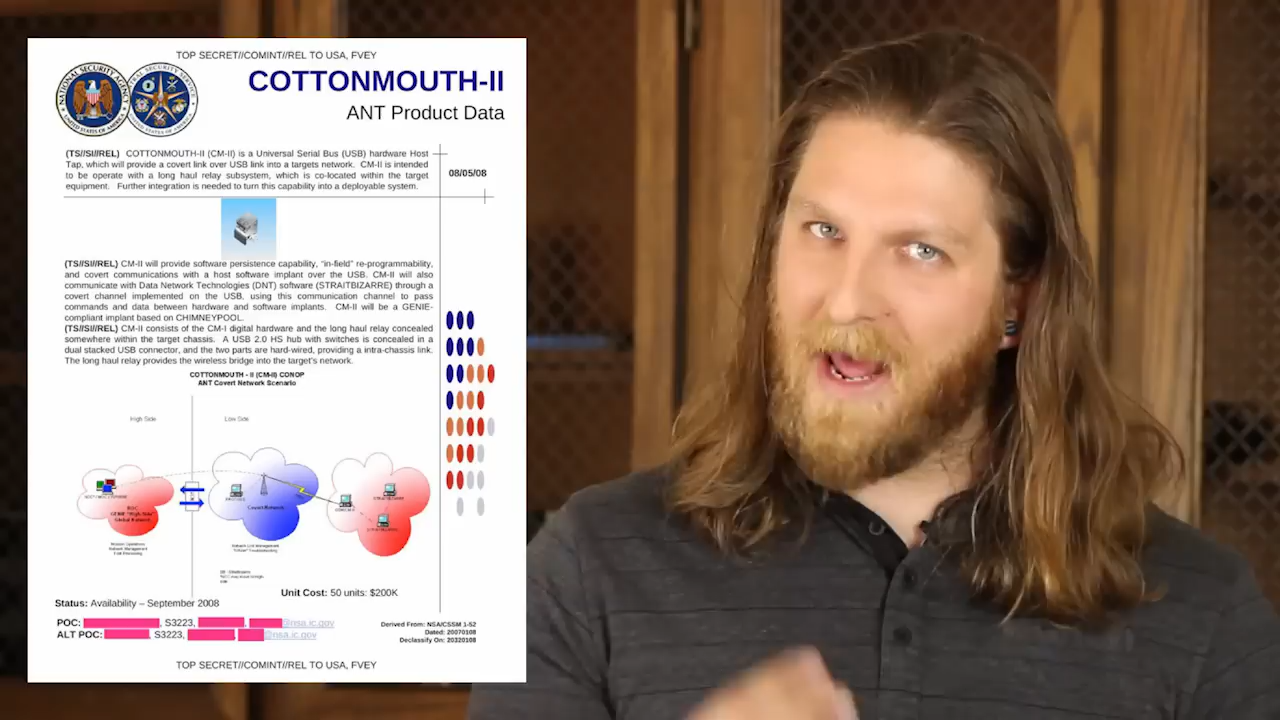 TOP SECRET//COMINT//REL TO USA, FVEY
NATIONAL SECURITY AGENCY
UNITED STATES OF AMERICA
COTTONMOUTH-II
ANT Product Data
(TS//SI//REL) COTTONMOUTH-II (CM-II) is a Universal Serial Bus (USB) hardware Host
Tap, which will provide a covert link over USB link into a targets network. CM-II is intended
to be operate with a long haul relay subsystem, which is co-located within the target
equipment. Further integration is needed to turn this capability into a deployable system.
08/05/08
(TS//SI//REL) CM-II will provide software persistence capability, "in-field" re-programmability,
and covert communications with a host software implant over the USB. CM-II will also
communicate with Data Network Technologies (DNT) software (STRAITBIZARRE) through a
covert channel implemented on the USB, using this communication channel to pass
commands and data between hardware and software implants. CM-II will be a GENIE-
compliant implant based on CHIMNEYPOOL.
(TS//SI//REL) CM-II consists of the CM-I digital hardware and the long haul relay concealed
somewhere within the target chassis. A USB 2.0 HS hub with switches is concealed in a
dual stacked USB connector, and the two parts are hard-wired, providing a intra-chassis link.
The long haul relay provides the wireless bridge into the target's network.
COTTONMOUTH - II (CM-II) CONOP
ANT Covert Network Scenario
High Side
Low Side
Covert Network
Global Network
Unit Cost: 50 units: $200K
Status: Availability – September 2008
POC: , S3223, , @nsa.ic.gov
ALT POC: , S3223, , @nsa.ic.gov
Derived From: NSA/CSSM 1-52
Dated: 20070108
Declassify On: 20320108
TOP SECRET//COMINT//REL TO USA, FVEY